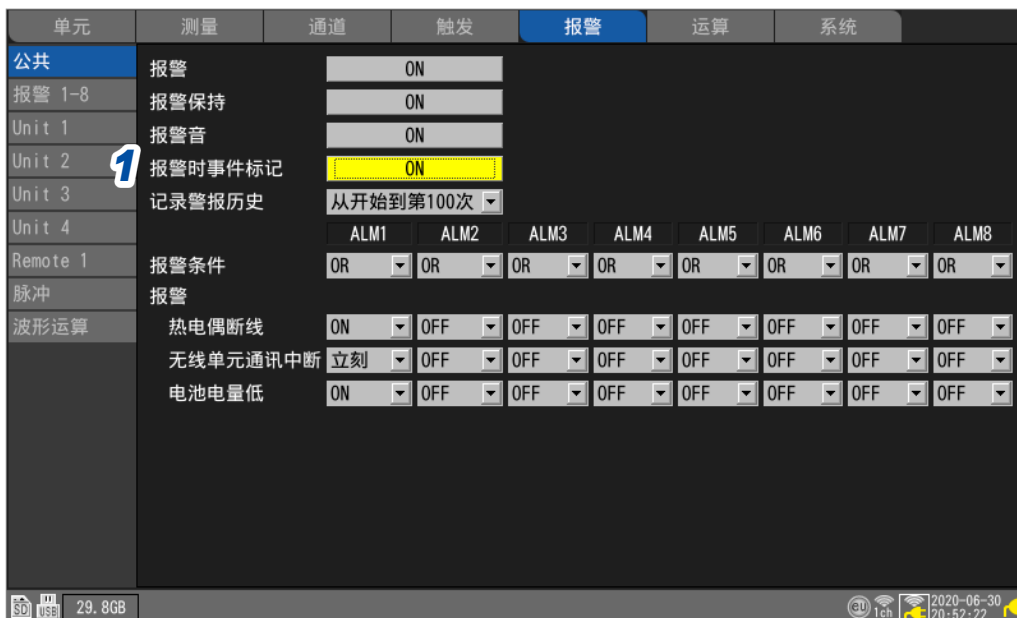 单元 测量 通道 触发 报警 运算 系统
公共
报警 1-8
Unit 1
Unit 2
Unit 3
Unit 4
Remote 1
脉冲
波形运算
报警 ON
报警保持 ON
报警音 ON
1 报警时事件标记 ON
记录警报历史 从开始到第100次
ALM1 ALM2 ALM3 ALM4 ALM5 ALM6 ALM7 ALM8
报警条件 OR OR OR OR OR OR OR OR
报警
热电偶断线 ON OFF OFF OFF OFF OFF OFF OFF
无线单元通讯中断 立刻 OFF OFF OFF OFF OFF OFF OFF
电池电量低 ON OFF OFF OFF OFF OFF OFF OFF
SD USB 29.8GB eu 1ch 2020-06-30
20:52:22